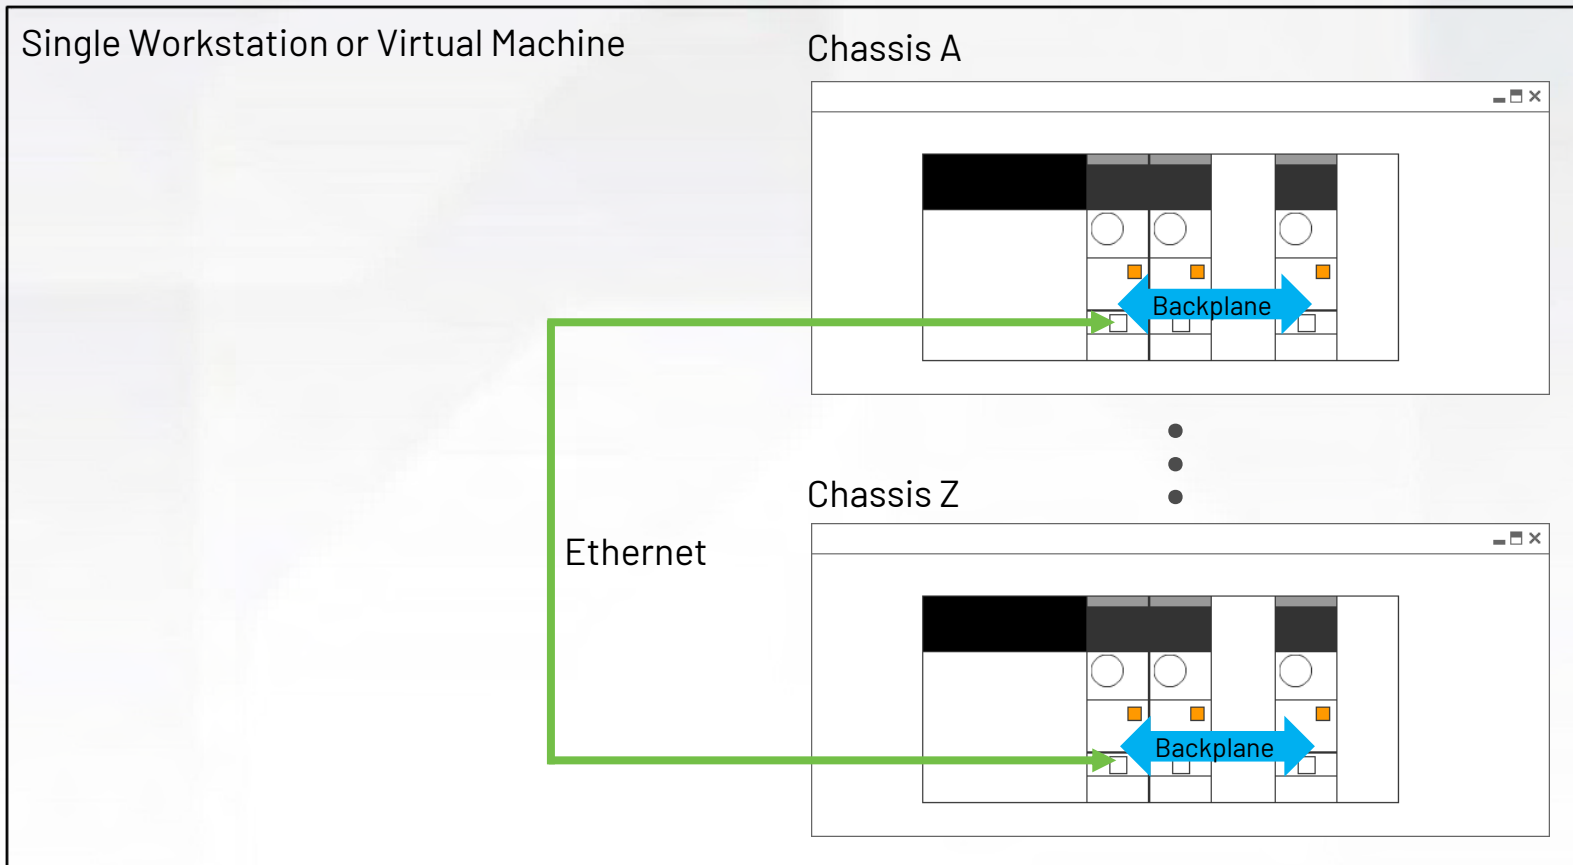 Single Workstation or Virtual Machine
Chassis A
Backplane
Chassis Z
Ethernet
Backplane